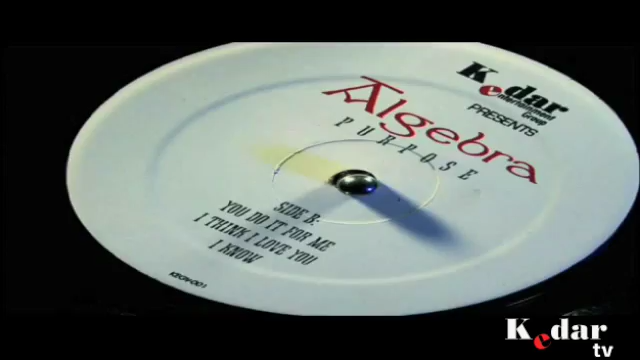 Kedar
Entertainment
Group
PRESENTS
Algebra
PURPOSE
SIDE B:
YOU DO IT FOR ME
I THINK I LOVE YOU
I KNOW
Kedar
tv